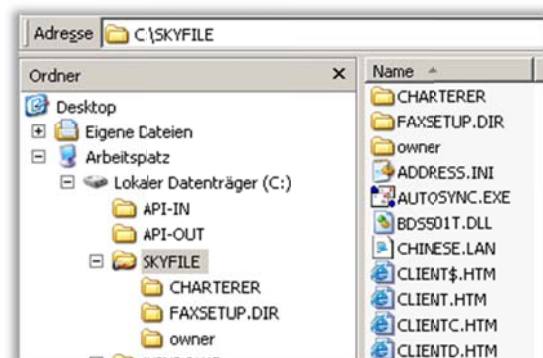 Adresse C:\SKYFILE
Ordner
Desktop
Eigene Dateien
Arbeitspatz
Lokaler Datenträger (C:)
API-IN
API-OUT
SKYFILE
CHARTERER
FAXSETUP.DIR
owner
Name
CHARTERER
FAXSETUP.DIR
owner
ADDRESS.INI
AUTOSYNC.EXE
BDS501T.DLL
CHINESE.LAN
CLIENT$.HTM
CLIENT.HTM
CLIENTC.HTM
CLIENTD.HTM